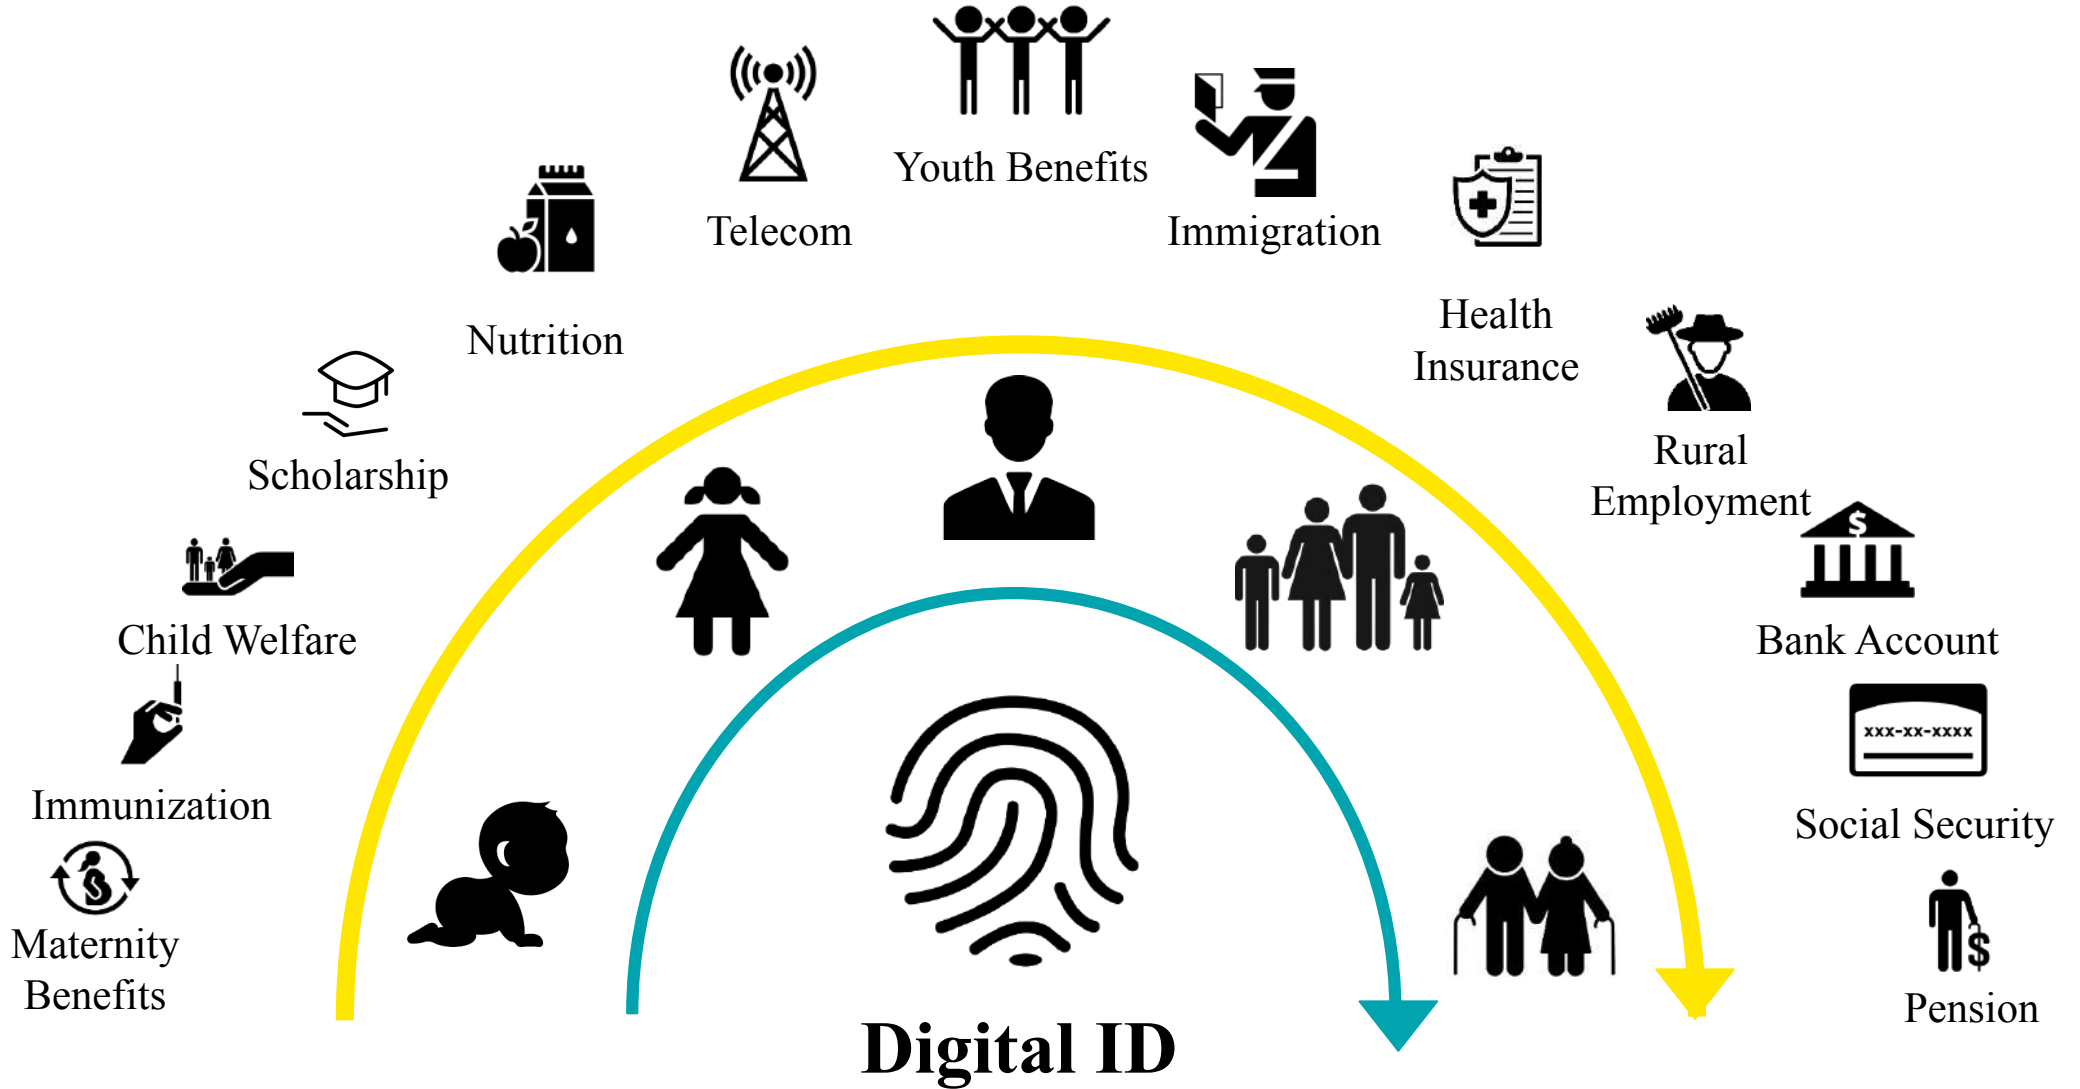 Youth Benefits
Telecom
Immigration
Nutrition
Health
Insurance
Scholarship
Rural
Employment
$
Child Welfare
Bank Account
xxx-xx-xxxx
Immunization
Social Security
Maternity
Benefits
$
Pension
Digital ID